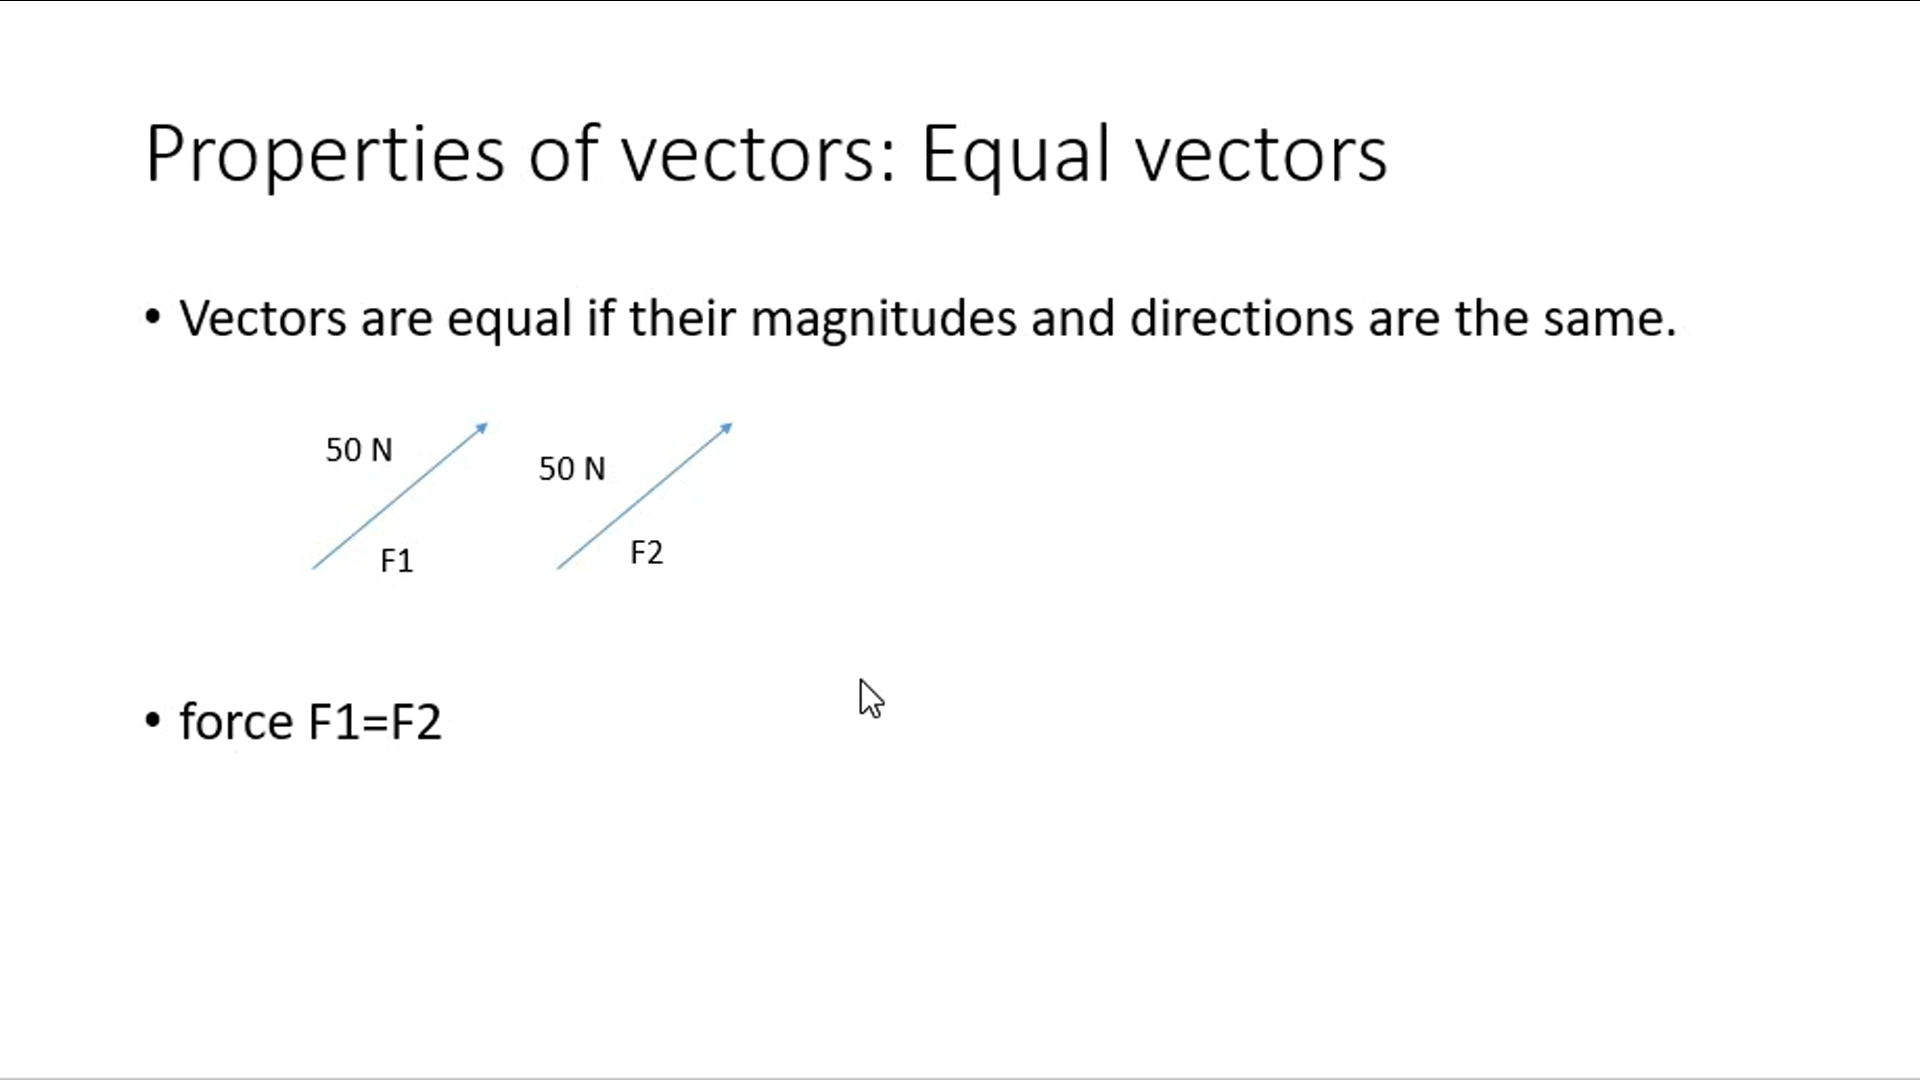 Properties of vectors: Equal vectors
• Vectors are equal if their magnitudes and directions are the same.
50 N
50 N
F1
F2
• force F1=F2